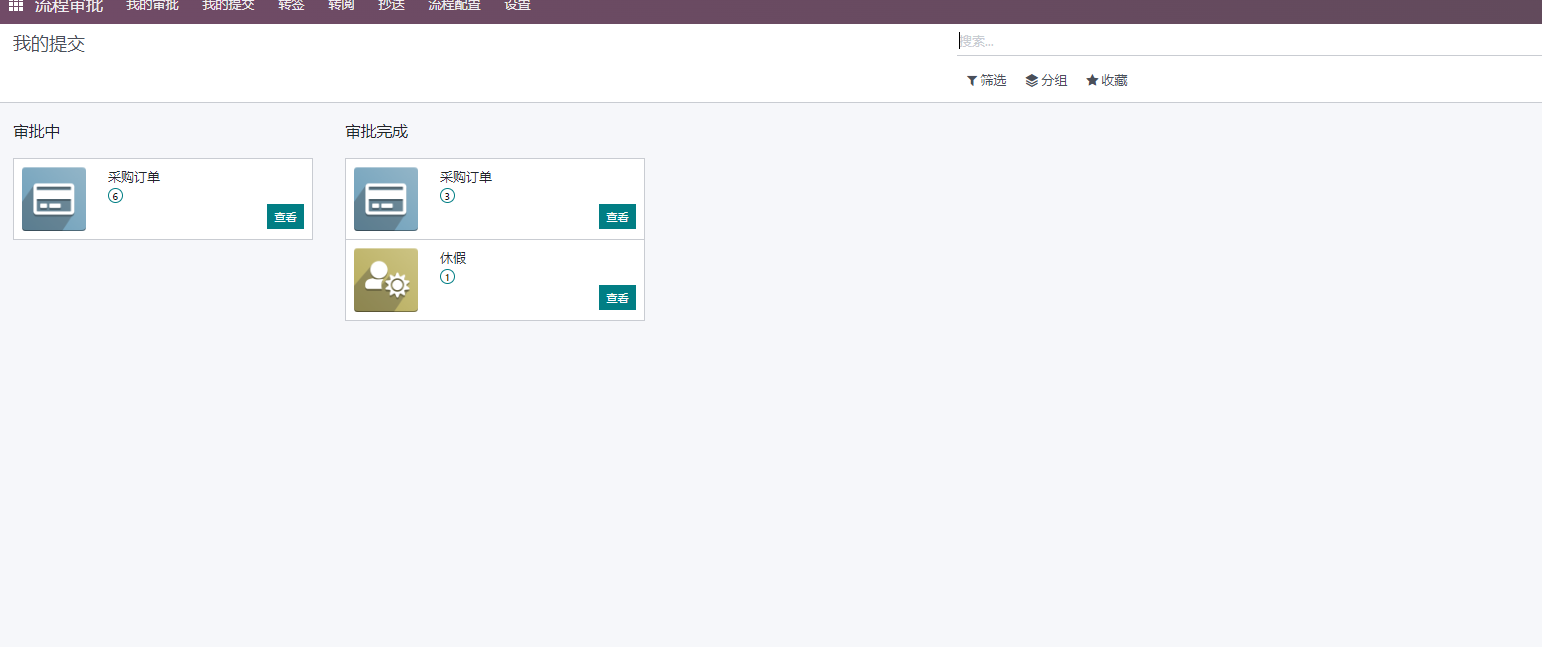 流程审批 我的审批 我的提交 转签 转阅 抄送 流程配置 设置
我的提交
搜索...
筛选 分组 收藏
审批中
采购订单
6
查看
审批完成
采购订单
3
查看
休假
1
查看